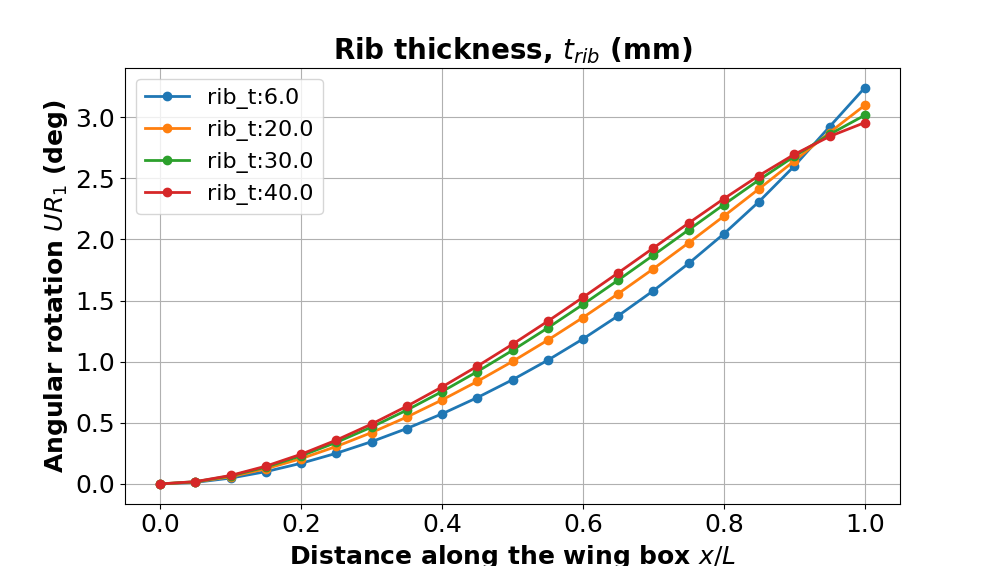 Rib thickness, t_rib (mm)
rib_t:6.0
rib_t:20.0
rib_t:30.0
rib_t:40.0
Angular rotation UR_1 (deg)
3.0
2.5
2.0
1.5
1.0
0.5
0.0
0.0 0.2 0.4 0.6 0.8 1.0
Distance along the wing box x/L